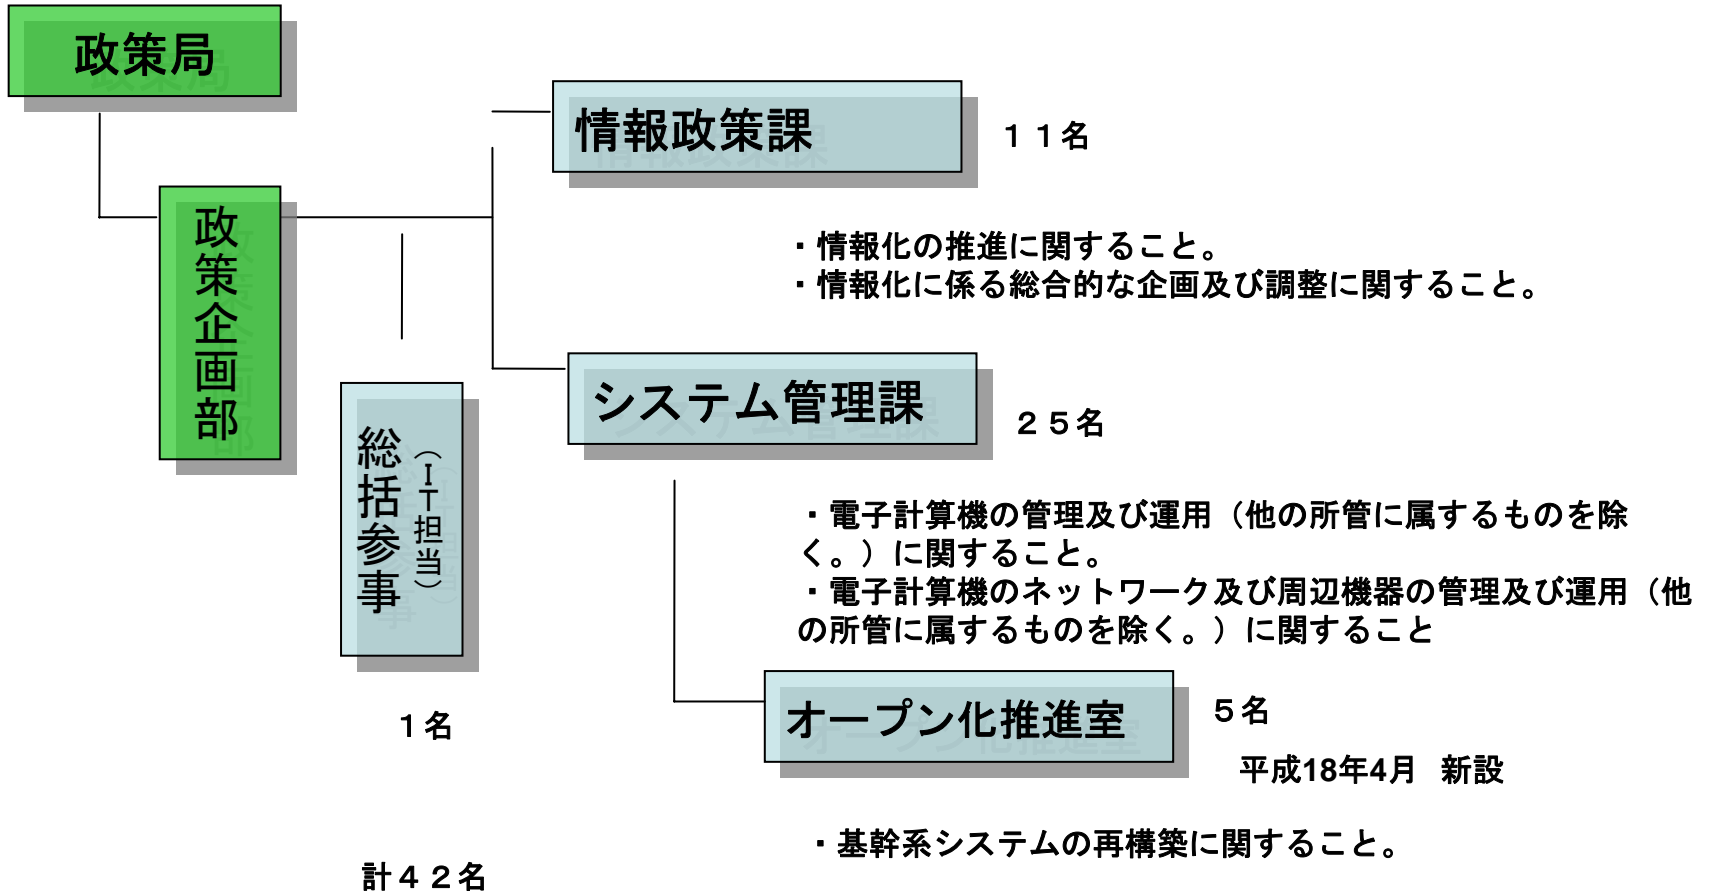 政策局
政策企画部
情報政策課
１１名
・情報化の推進に関すること。
・情報化に係る総合的な企画及び調整に関すること。
システム管理課
２５名
・電子計算機の管理及び運用（他の所管に属するものを除
く。）に関すること。
・電子計算機のネットワーク及び周辺機器の管理及び運用（他
の所管に属するものを除く。）に関すること
総括参事
（ＩＴ担当）
１名
オープン化推進室
５名
平成18年4月　新設
・基幹系システムの再構築に関すること。
計４２名